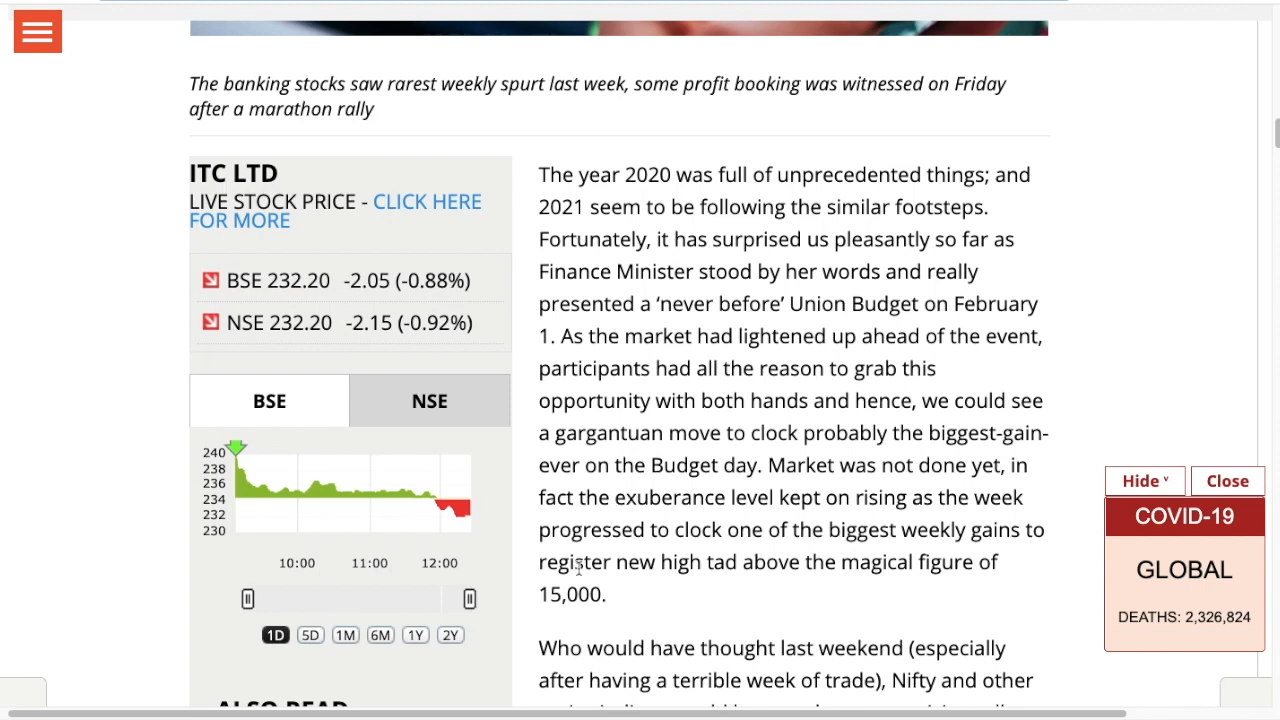 The banking stocks saw rarest weekly spurt last week, some profit booking was witnessed on Friday
after a marathon rally
ITC LTD
LIVE STOCK PRICE - CLICK HERE
FOR MORE
BSE 232.20 -2.05 (-0.88%)
NSE 232.20 -2.15 (-0.92%)
BSE NSE
240
238
236
234
232
230
10:00 11:00 12:00
1D 5D 1M 6M 1Y 2Y
ALSO READ
The year 2020 was full of unprecedented things; and
2021 seem to be following the similar footsteps.
Fortunately, it has surprised us pleasantly so far as
Finance Minister stood by her words and really
presented a ‘never before’ Union Budget on February
1. As the market had lightened up ahead of the event,
participants had all the reason to grab this
opportunity with both hands and hence, we could see
a gargantuan move to clock probably the biggest-gain-
ever on the Budget day. Market was not done yet, in
fact the exuberance level kept on rising as the week
progressed to clock one of the biggest weekly gains to
register new high tad above the magical figure of
15,000.
Who would have thought last weekend (especially
after having a terrible week of trade), Nifty and other
Hide ˅ Close
COVID-19
GLOBAL
DEATHS: 2,326,824